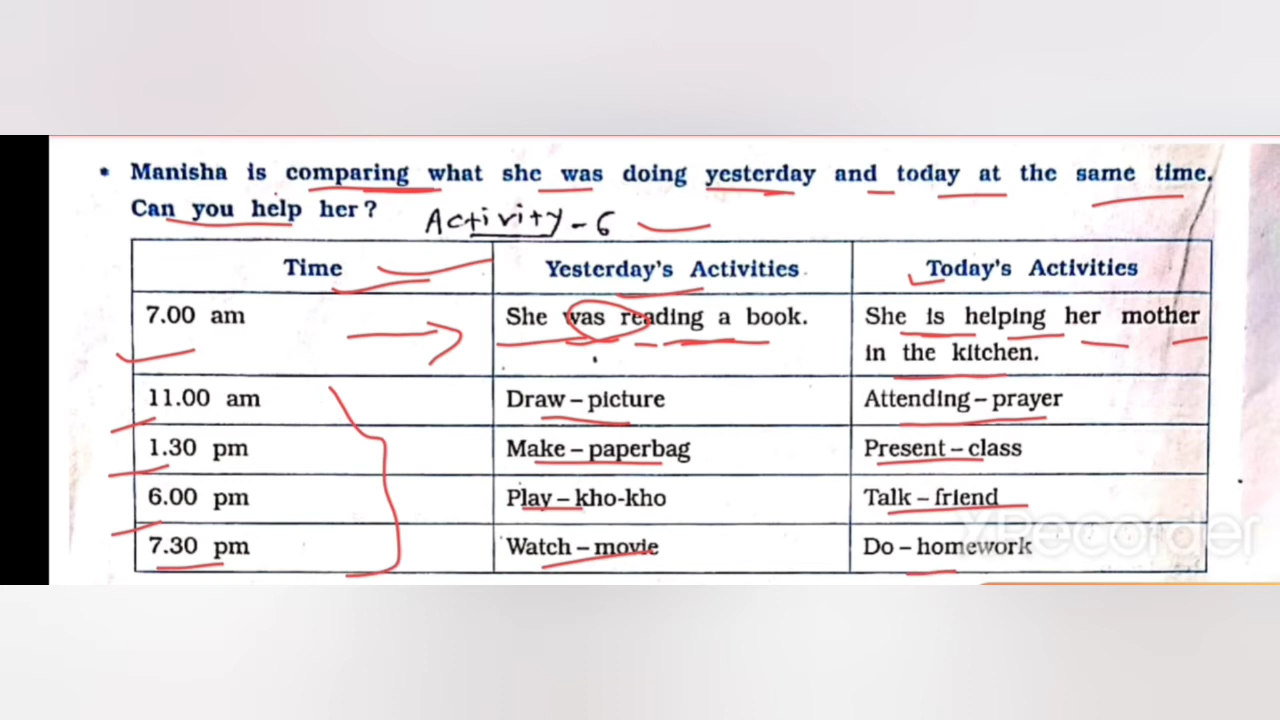 • Manisha is comparing what she was doing yesterday and today at the same time.
Can you help her?
Activity-6
Time Yesterday's Activities Today's Activities
7.00 am She was reading a book. She is helping her mother
in the kitchen.
11.00 am Draw – picture Attending – prayer
1.30 pm Make – paperbag Present – class
6.00 pm Play – kho-kho Talk – friend
7.30 pm Watch – movie Do – homework
XRecorder